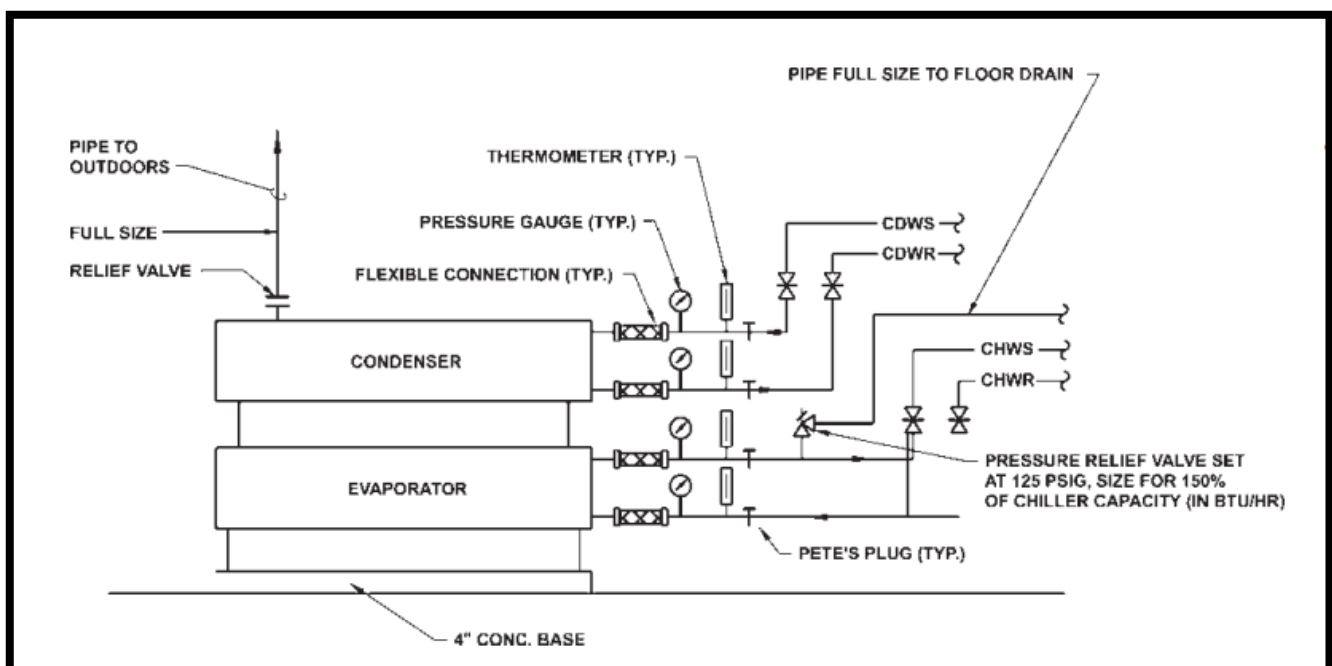 PIPE FULL SIZE TO FLOOR DRAIN
PIPE TO
OUTDOORS
THERMOMETER (TYP.)
PRESSURE GAUGE (TYP.)
CDWS
FULL SIZE
CDWR
RELIEF VALVE
FLEXIBLE CONNECTION (TYP.)
CONDENSER
CHWS
CHWR
EVAPORATOR
PRESSURE RELIEF VALVE SET
AT 125 PSIG, SIZE FOR 150%
OF CHILLER CAPACITY (IN BTU/HR)
PETE'S PLUG (TYP.)
4" CONC. BASE